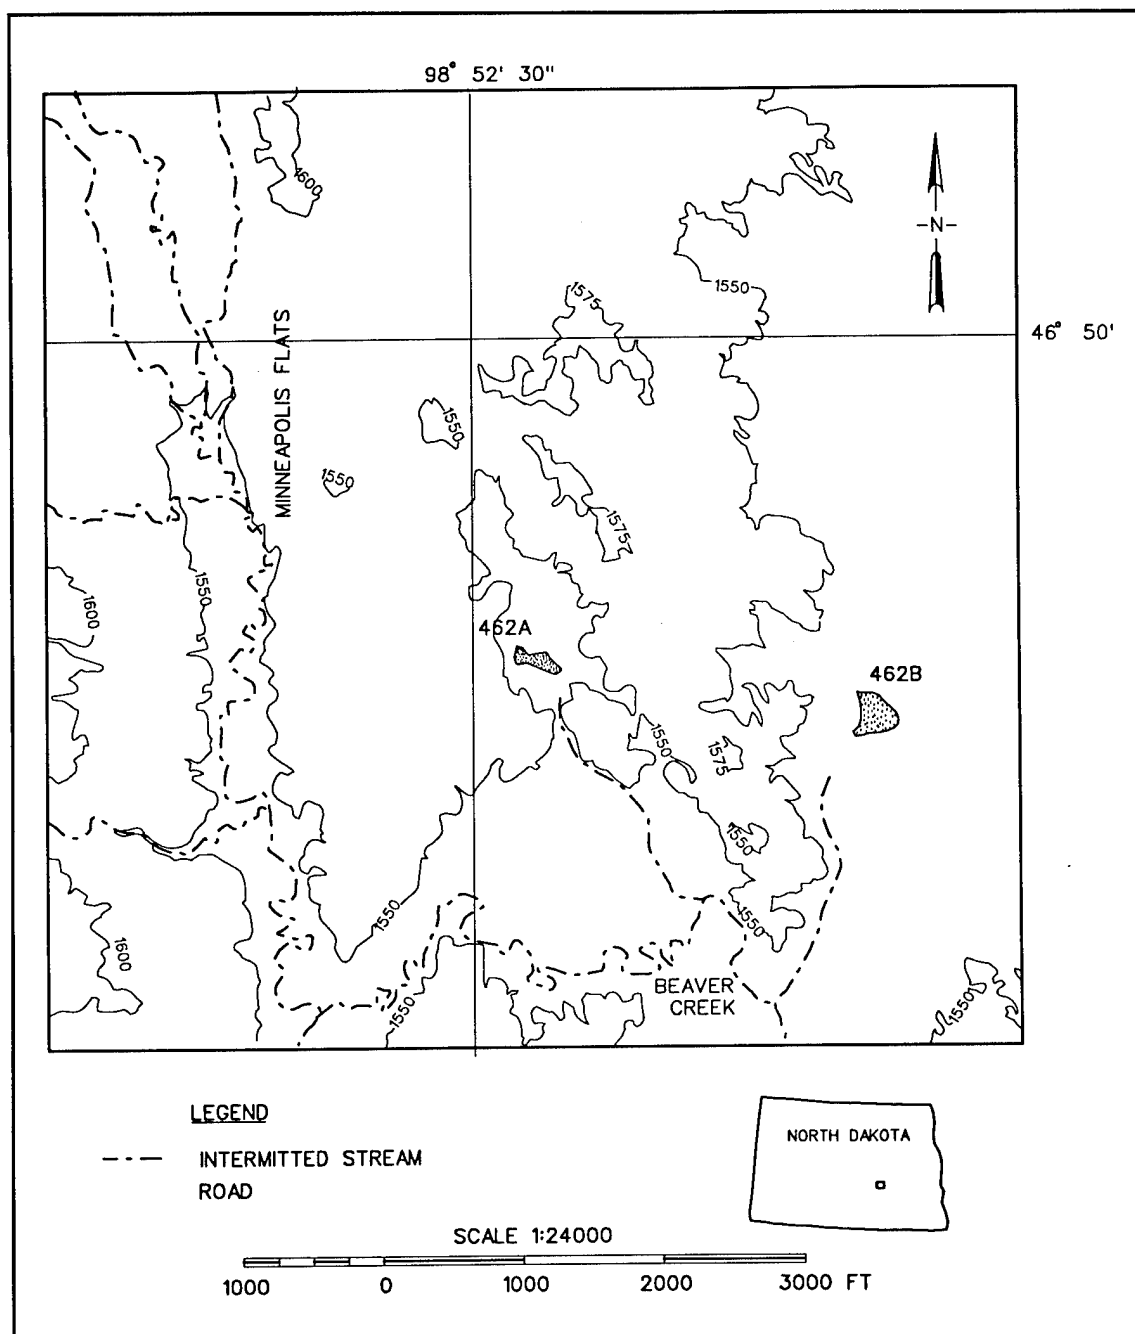 98° 52' 30"
1600
-N-
1550
1575
46° 50'
MINNEAPOLIS FLATS
1550
1550
1575
1600
1550
462A
462B
1550
1575
1550
1550
1550
1600
BEAVER
CREEK
1550
1550
LEGEND
INTERMITTED STREAM
ROAD
NORTH DAKOTA
SCALE 1:24000
1000 0 1000 2000 3000 FT